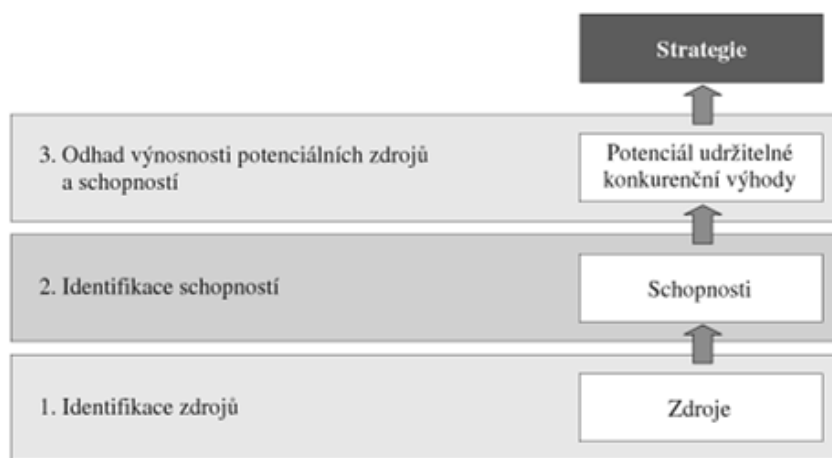 Strategie
3. Odhad výnosnosti potenciálních zdrojů
a schopností
Potenciál udržitelné
konkurenční výhody
2. Identifikace schopností
Schopnosti
1. Identifikace zdrojů
Zdroje